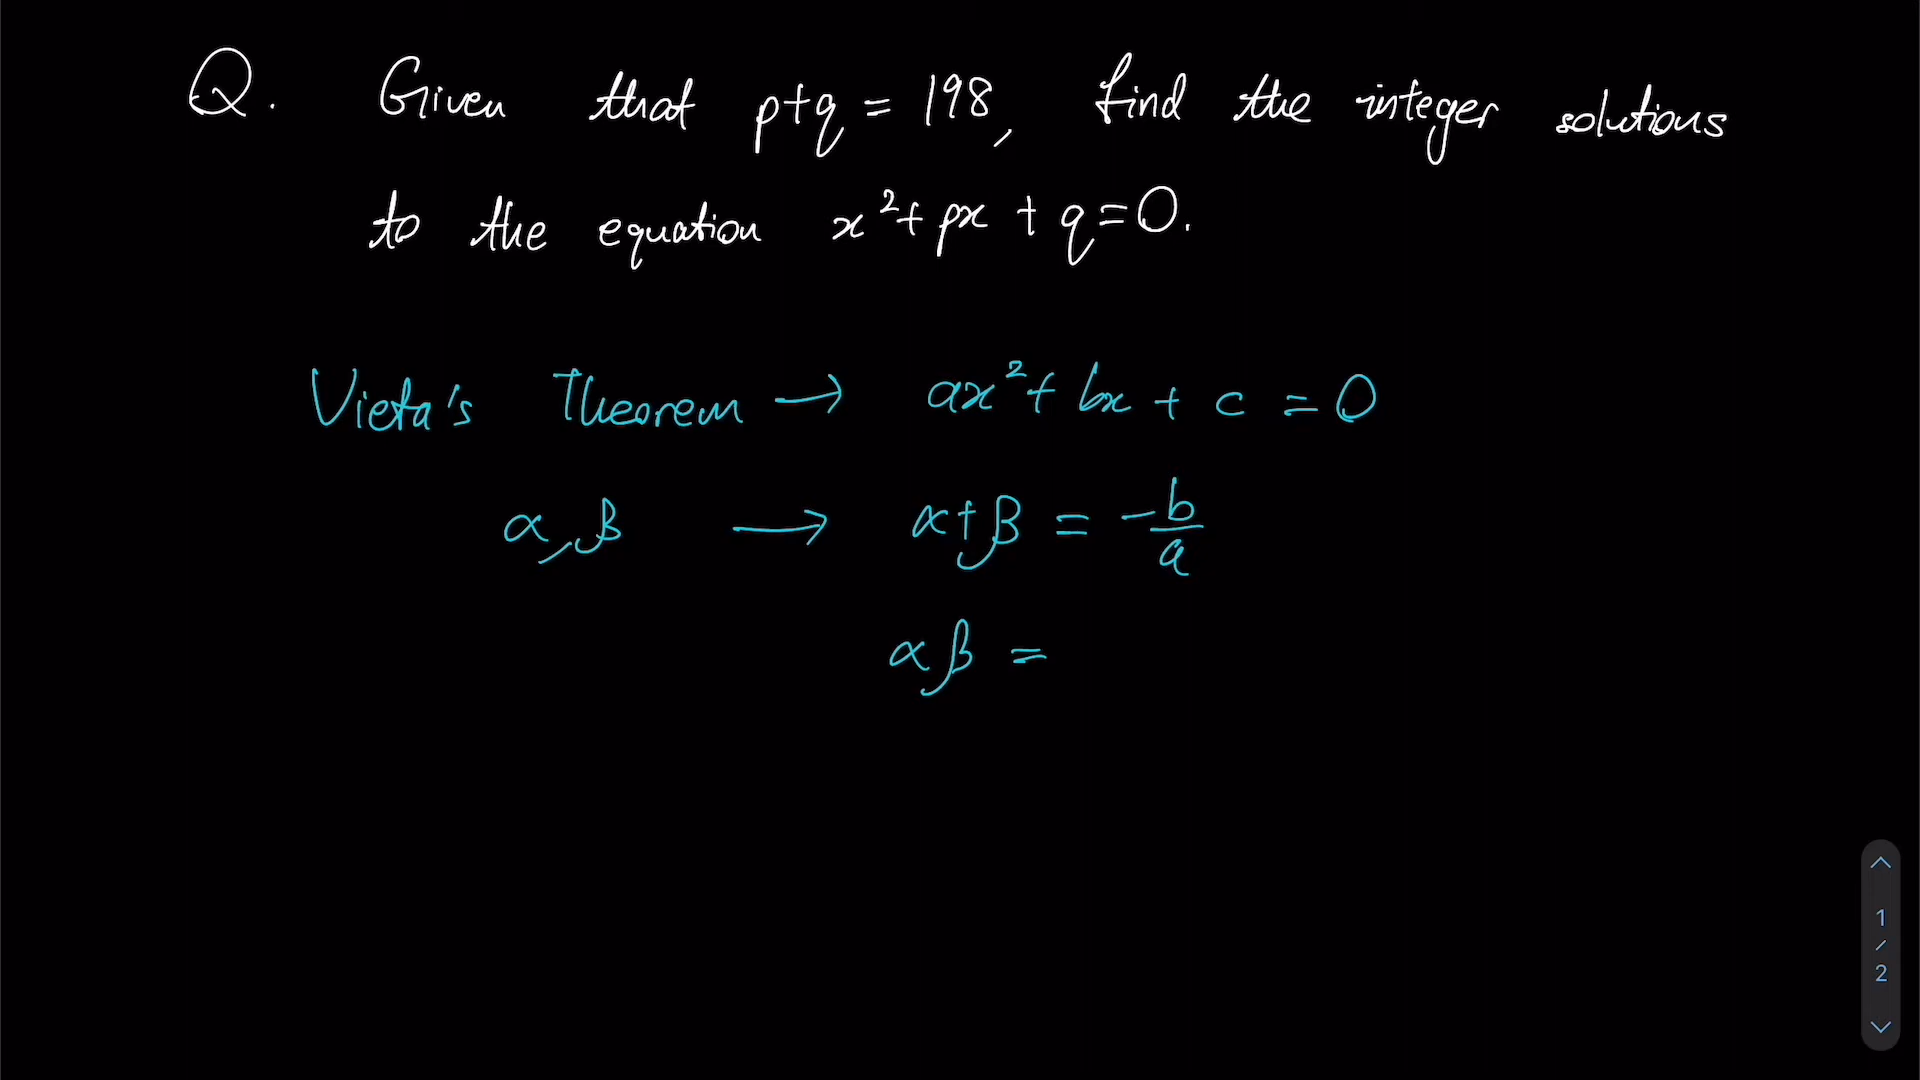 Q. Given that p+q = 198, find the integer solutions
to the equation x²+ px + q=0.
Vieta's Theorem → ax²+ bx + c = 0
α, β → α+β = -b/a
αβ =
1
/
2